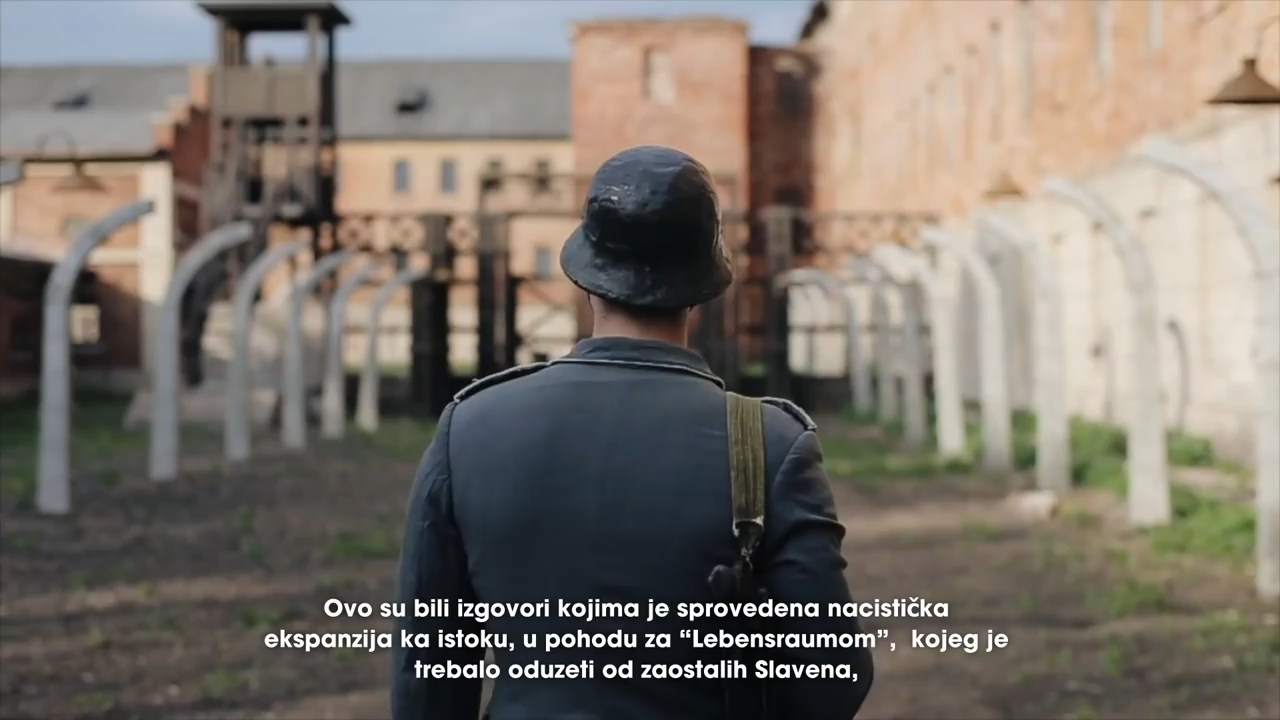 Ovo su bili izgovori kojima je sprovedena nacistička
ekspanzija ka istoku, u pohodu za “Lebensraumom”,  kojeg je
trebalo oduzeti od zaostalih Slavena,